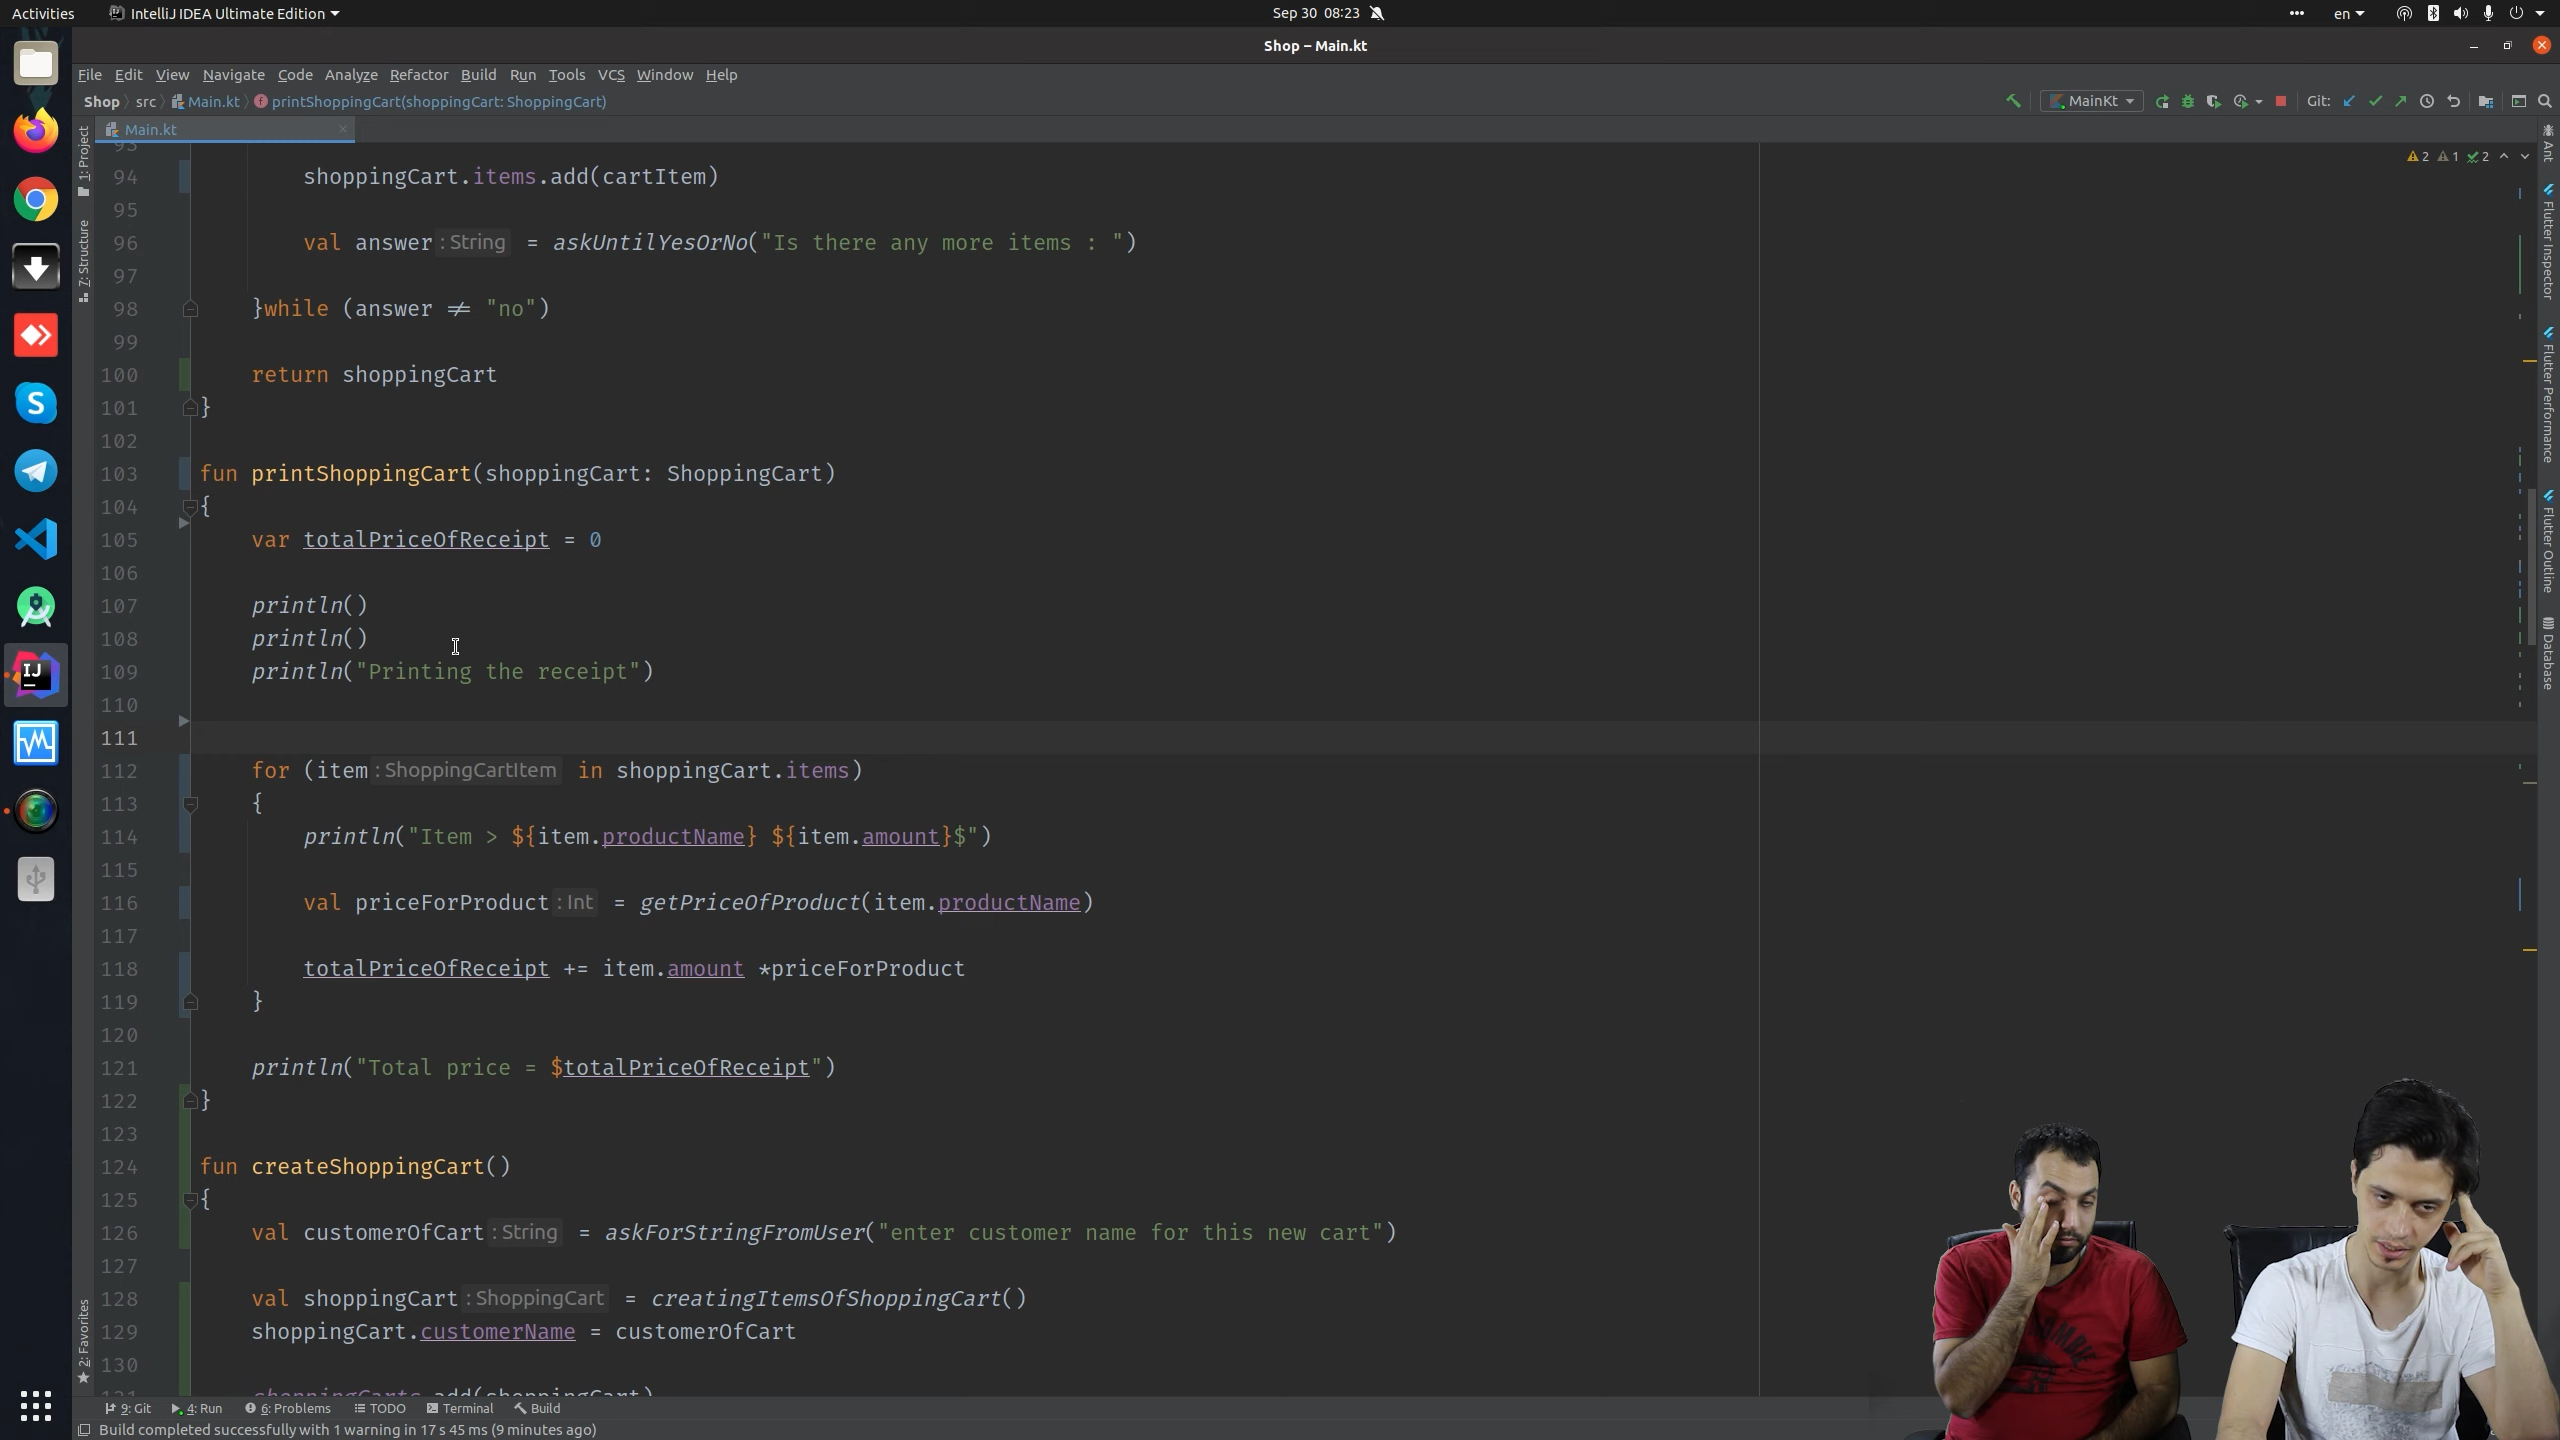 Activities IntelliJ IDEA Ultimate Edition Sep 30 08:23 en
Shop – Main.kt
File Edit View Navigate Code Analyze Refactor Build Run Tools VCS Window Help
Shop src Main.kt printShoppingCart(shoppingCart: ShoppingCart) MainKt Git:
Main.kt
1: Project
7: Structure
2: Favorites
2 1 2
93
94 shoppingCart.items.add(cartItem)
95
96 val answer : String = askUntilYesOrNo("Is there any more items : ")
97
98 }while (answer ≠ "no")
99
100 return shoppingCart
101 }
102
103 fun printShoppingCart(shoppingCart: ShoppingCart)
104 {
105 var totalPriceOfReceipt = 0
106
107 println()
108 println()
109 println("Printing the receipt")
110
111
112 for (item : ShoppingCartItem in shoppingCart.items)
113 {
114 println("Item > ${item.productName} ${item.amount}$")
115
116 val priceForProduct : Int = getPriceOfProduct(item.productName)
117
118 totalPriceOfReceipt += item.amount *priceForProduct
119 }
120
121 println("Total price = $totalPriceOfReceipt")
122 }
123
124 fun createShoppingCart()
125 {
126 val customerOfCart : String = askForStringFromUser("enter customer name for this new cart")
127
128 val shoppingCart : ShoppingCart = creatingItemsOfShoppingCart()
129 shoppingCart.customerName = customerOfCart
130
131 shoppingCarts.add(shoppingCart)
Ant
Flutter Inspector
Flutter Performance
Flutter Outline
Database
9: Git 4: Run 6: Problems TODO Terminal Build
Build completed successfully with 1 warning in 17 s 45 ms (9 minutes ago)